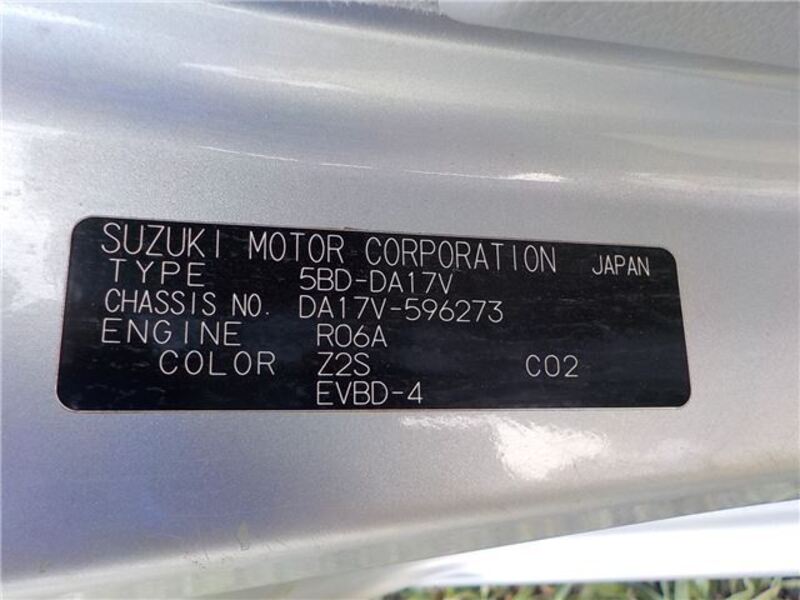 SUZUKI MOTOR CORPORATION JAPAN
TYPE 5BD-DA17V
CHASSIS NO. DA17V-596273
ENGINE R06A
COLOR Z2S C02
EVBD-4